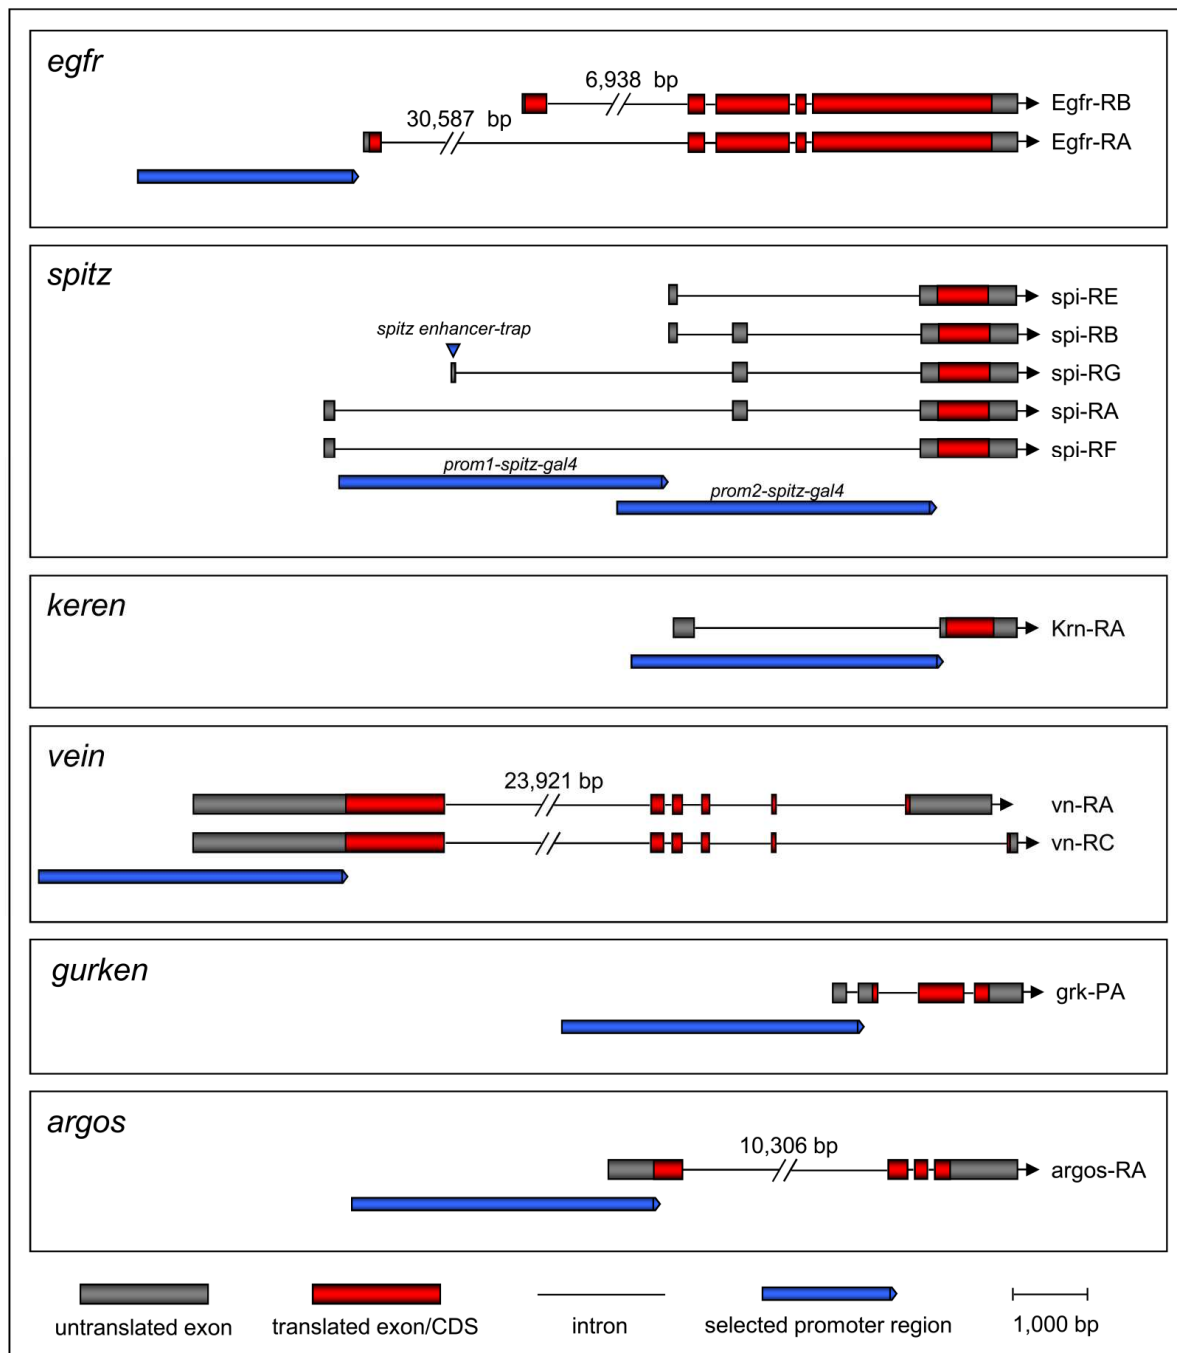 egfr
6,938 bp
Egfr-RB
30,587 bp
Egfr-RA
spitz
spi-RE
spitz enhancer-trap
spi-RB
spi-RG
spi-RA
spi-RF
prom1-spitz-gal4
prom2-spitz-gal4
keren
Krn-RA
vein
23,921 bp
vn-RA
vn-RC
gurken
grk-PA
argos
10,306 bp
argos-RA
untranslated exon
translated exon/CDS
intron
selected promoter region
1,000 bp